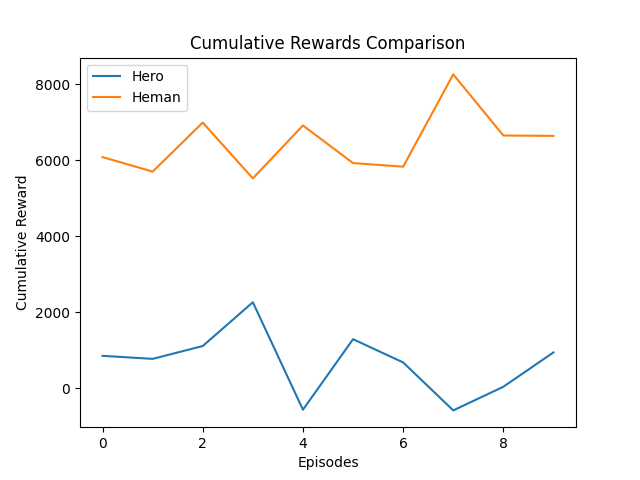 Cumulative Rewards Comparison
Hero
Heman
8000
6000
4000
2000
0
Cumulative Reward
0 2 4 6 8
Episodes